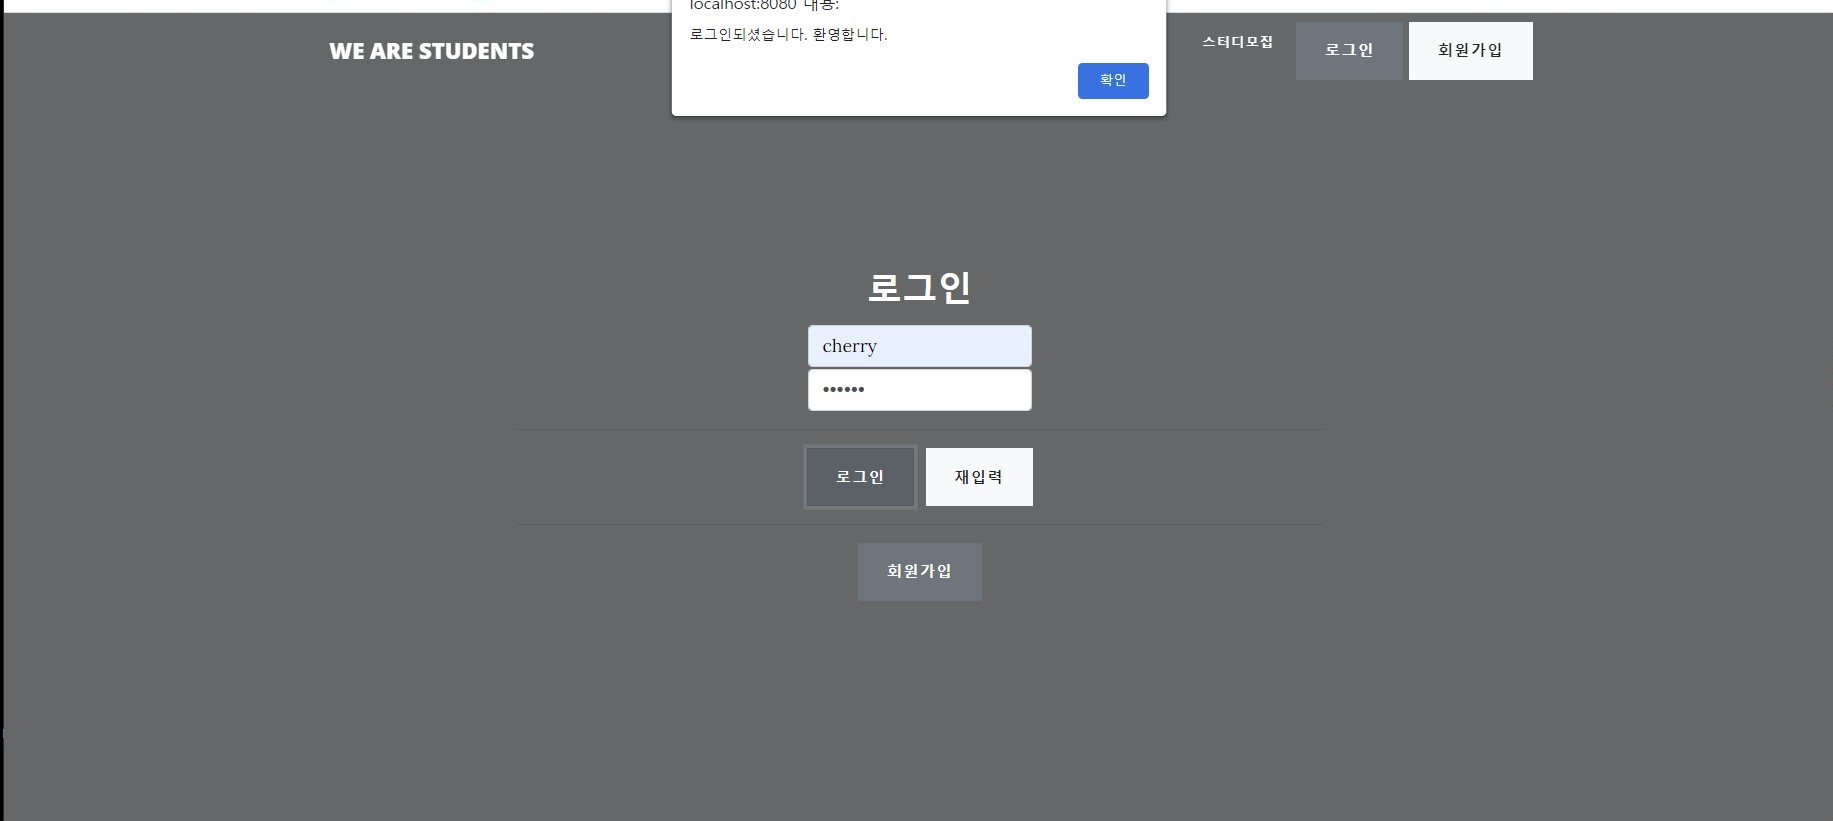 localhost:8080 내용:
로그인되셨습니다. 환영합니다.
확인
WE ARE STUDENTS
스터디모집
로그인
회원가입
로그인
cherry
••••••
로그인
재입력
회원가입